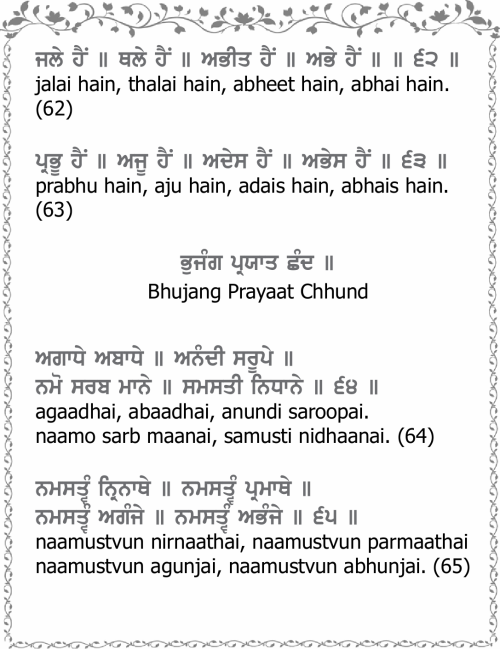 ਜਲੇ ਹੈਂ ॥ ਥਲੇ ਹੈਂ ॥ ਅਭੀਤ ਹੈਂ ॥ ਅਭੇ ਹੈਂ ॥ ॥ ੬੨ ॥
jalai hain, thalai hain, abheet hain, abhai hain.
(62)
ਪ੍ਰਭੂ ਹੈਂ ॥ ਅਜੂ ਹੈਂ ॥ ਅਦੇਸ ਹੈਂ ॥ ਅਭੇਸ ਹੈਂ ॥ ੬੩ ॥
prabhu hain, aju hain, adais hain, abhais hain.
(63)
ਭੁਜੰਗ ਪ੍ਰਯਾਤ ਛੰਦ ॥
Bhujang Prayaat Chhund
ਅਗਾਧੇ ਅਬਾਧੇ ॥ ਅਨੰਦੀ ਸਰੂਪੇ ॥
ਨਮੋ ਸਰਬ ਮਾਨੇ ॥ ਸਮਸਤੀ ਨਿਧਾਨੇ ॥ ੬੪ ॥
agaadhai, abaadhai, anundi saroopai.
naamo sarb maanai, samusti nidhaanai. (64)
ਨਮਸਤ੍ਵੰ ਨ੍ਰਿਨਾਥੇ ॥ ਨਮਸਤ੍ਵੰ ਪ੍ਰਮਾਥੇ ॥
ਨਮਸਤ੍ਵੰ ਅਗੰਜੇ ॥ ਨਮਸਤ੍ਵੰ ਅਭੰਜੇ ॥ ੬੫ ॥
naamustvun nirnaathai, naamustvun parmaathai
naamustvun agunjai, naamustvun abhunjai. (65)